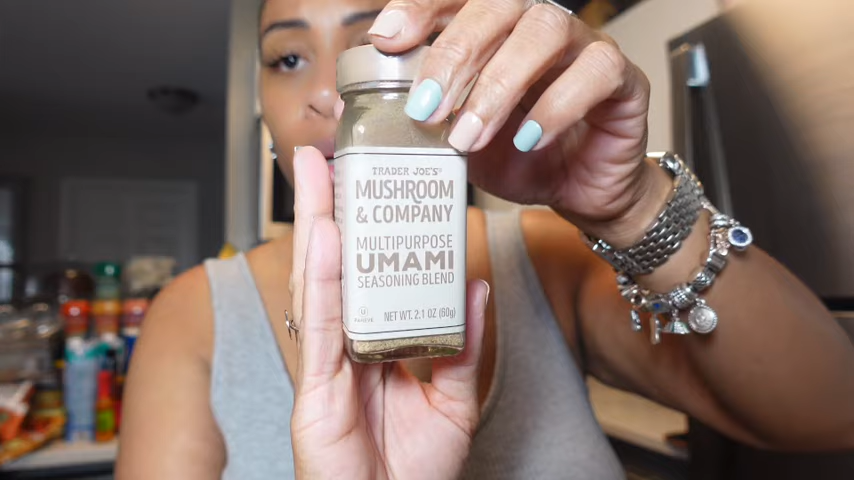 TRADER JOE'S®
MUSHROOM
& COMPANY
MULTIPURPOSE
UMAMI
SEASONING BLEND
NET WT. 2.1 OZ (60g)